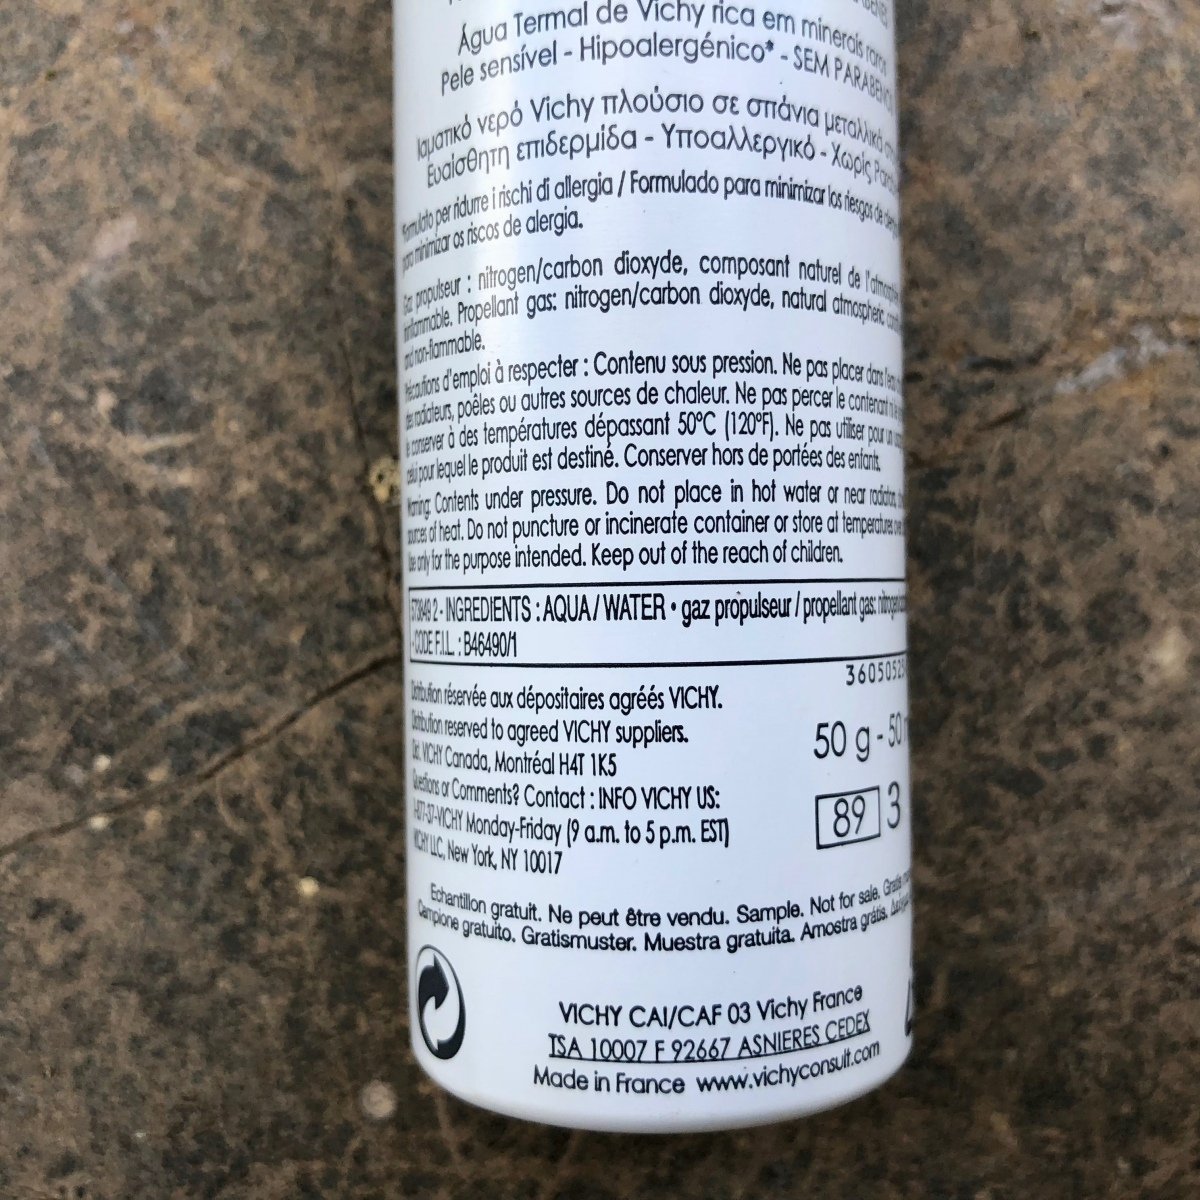 Água Termal de Vichy rica em minerais raros
Pele sensível - Hipoalergénico* - SEM PARABENOS
Ιαματικό νερό Vichy πλούσιο σε σπάνια μεταλλικά
Ευαίσθητη επιδερμίδα - Υποαλλεργικό - Χωρίς
per ridurre i rischi di allergia / Formulado para minimizar los riesgos de
minimizar os riscos de alergia.
propulseur : nitrogen/carbon dioxyde, composant naturel de
Propellant gas: nitrogen/carbon dioxyde, natural atmospheric
non-flammable.
d'emploi à respecter : Contenu sous pression. Ne pas placer dans
radiateurs, poêles ou autres sources de chaleur. Ne pas percer le contenant
conserver à des températures dépassant 50°C (120°F). Ne pas utiliser pour un
celui pour lequel le produit est destiné. Conserver hors de portées des enfants.
Warning: Contents under pressure. Do not place in hot water or near
of heat. Do not puncture or incinerate container or store at temperatures
only for the purpose intended. Keep out of the reach of children.
INGREDIENTS : AQUA / WATER • gaz propulseur / propellant gas:
- CODE F.I.L. : B46490/1
3605052
Distribution réservée aux dépositaires agréés VICHY.
Distribution reserved to agreed VICHY suppliers.
50 g - 50
VICHY Canada, Montréal H4T 1K5
Questions or Comments? Contact : INFO VICHY US:
89 3
VICHY Monday-Friday (9 a.m. to 5 p.m. EST)
VICHY LLC, New York, NY 10017
Echantillon gratuit. Ne peut être vendu. Sample. Not for sale. Gratis
Campione gratuito. Gratismuster. Muestra gratuita. Amostra grátis.
VICHY CAI/CAF 03 Vichy France
TSA 10007 F 92667 ASNIERES CEDEX
Made in France www.vichyconsult.com